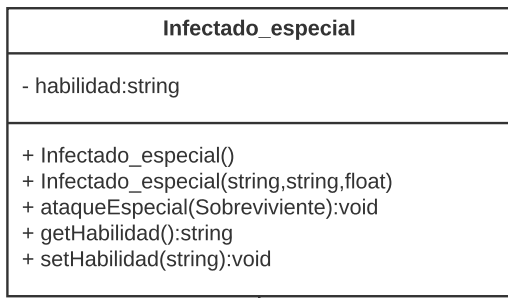 Infectado_especial
- habilidad:string
+ Infectado_especial()
+ Infectado_especial(string,string,float)
+ ataqueEspecial(Sobreviviente):void
+ getHabilidad():string
+ setHabilidad(string):void